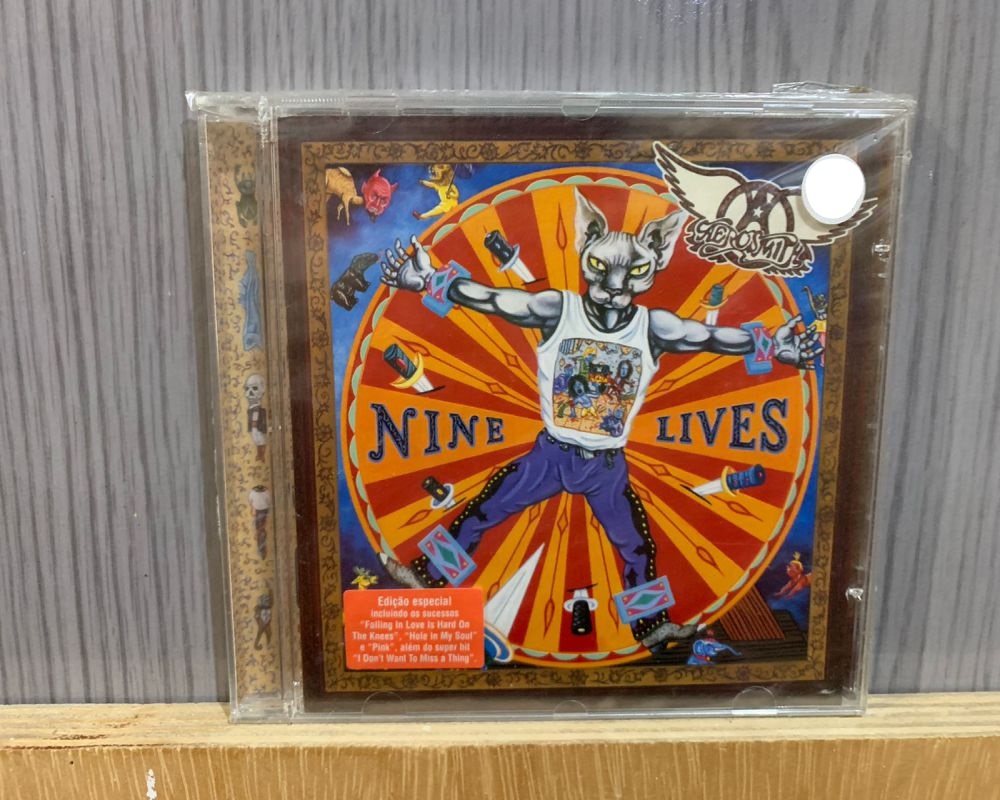 AEROSMITH
NINE LIVES
Edição especial
incluindo os sucessos
"Falling In Love Is Hard On
The Knees", "Hole In My Soul"
e "Pink", além do super hit
"I Don't Want To Miss a Thing".